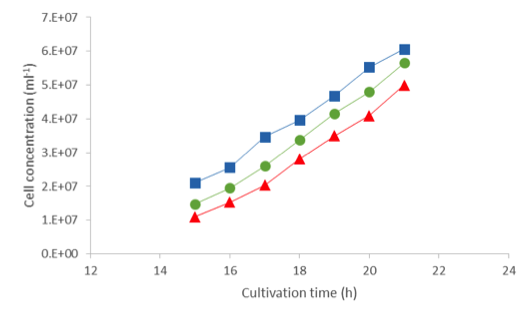 7.E+07
6.E+07
5.E+07
4.E+07
3.E+07
2.E+07
1.E+07
0.E+00
Cell concentration (ml⁻¹)
12 14 16 18 20 22 24
Cultivation time (h)